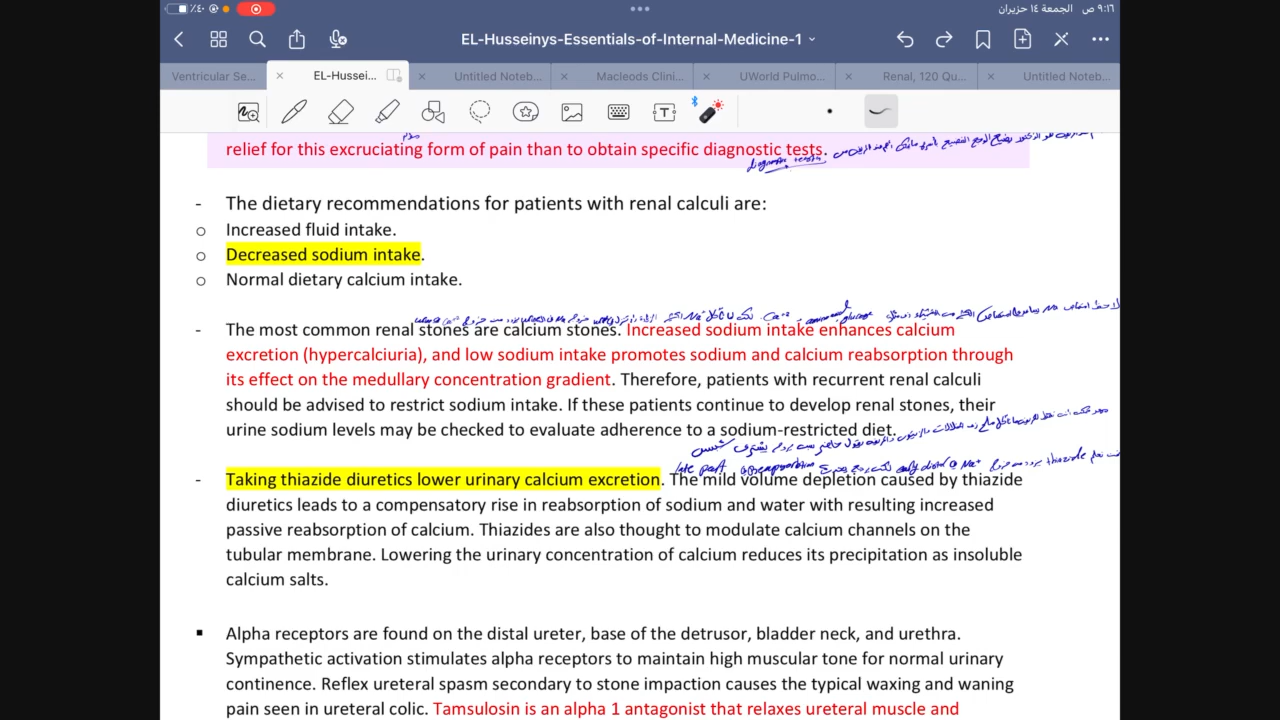 ٪٤٠
٩:١٦ ص الجمعة ١٤ حزيران
EL-Husseinys-Essentials-of-Internal-Medicine-1
Ventricular Se...
EL-Hussei...
Untitled Noteb...
Macleods Clini...
UWorld Pulmo...
Renal, 120 Qu...
Untitled Noteb...
relief for this excruciating form of pain than to obtain specific diagnostic tests.
diagnostic tests
- The dietary recommendations for patients with renal calculi are:
o Increased fluid intake.
o Decreased sodium intake.
o Normal dietary calcium intake.
- The most common renal stones are calcium stones. Increased sodium intake enhances calcium
excretion (hypercalciuria), and low sodium intake promotes sodium and calcium reabsorption through
its effect on the medullary concentration gradient. Therefore, patients with recurrent renal calculi
should be advised to restrict sodium intake. If these patients continue to develop renal stones, their
urine sodium levels may be checked to evaluate adherence to a sodium-restricted diet.
- Taking thiazide diuretics lower urinary calcium excretion. The mild volume depletion caused by thiazide
diuretics leads to a compensatory rise in reabsorption of sodium and water with resulting increased
passive reabsorption of calcium. Thiazides are also thought to modulate calcium channels on the
tubular membrane. Lowering the urinary concentration of calcium reduces its precipitation as insoluble
calcium salts.
▪ Alpha receptors are found on the distal ureter, base of the detrusor, bladder neck, and urethra.
Sympathetic activation stimulates alpha receptors to maintain high muscular tone for normal urinary
continence. Reflex ureteral spasm secondary to stone impaction causes the typical waxing and waning
pain seen in ureteral colic. Tamsulosin is an alpha 1 antagonist that relaxes ureteral muscle and